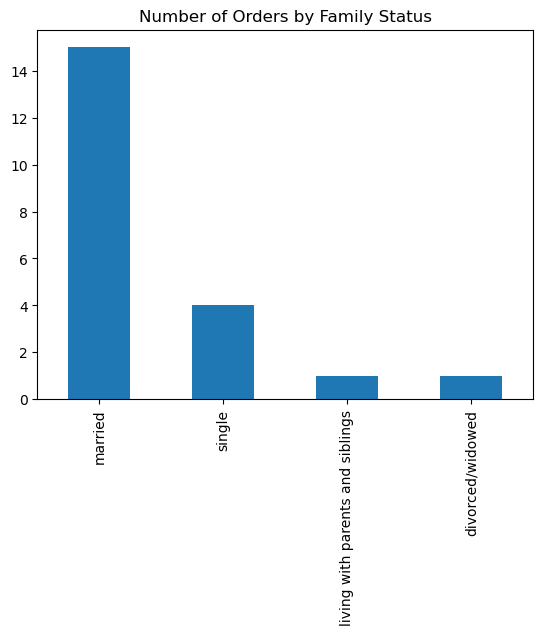 Number of Orders by Family Status
14
12
10
8
6
4
2
0
married
single
living with parents and siblings
divorced/widowed